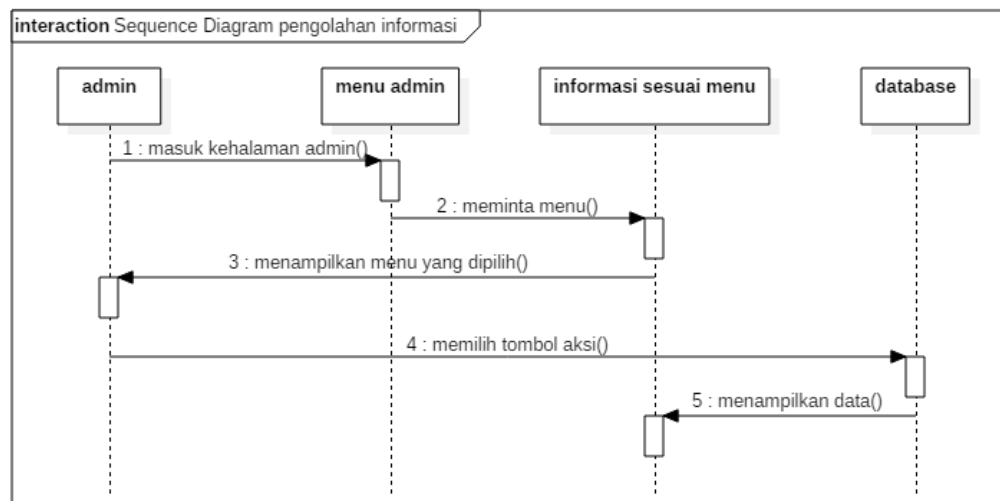 interaction Sequence Diagram pengolahan informasi
admin
menu admin
informasi sesuai menu
database
1 : masuk kehalaman admin()
2 : meminta menu()
3 : menampilkan menu yang dipilih()
4 : memilih tombol aksi()
5 : menampilkan data()